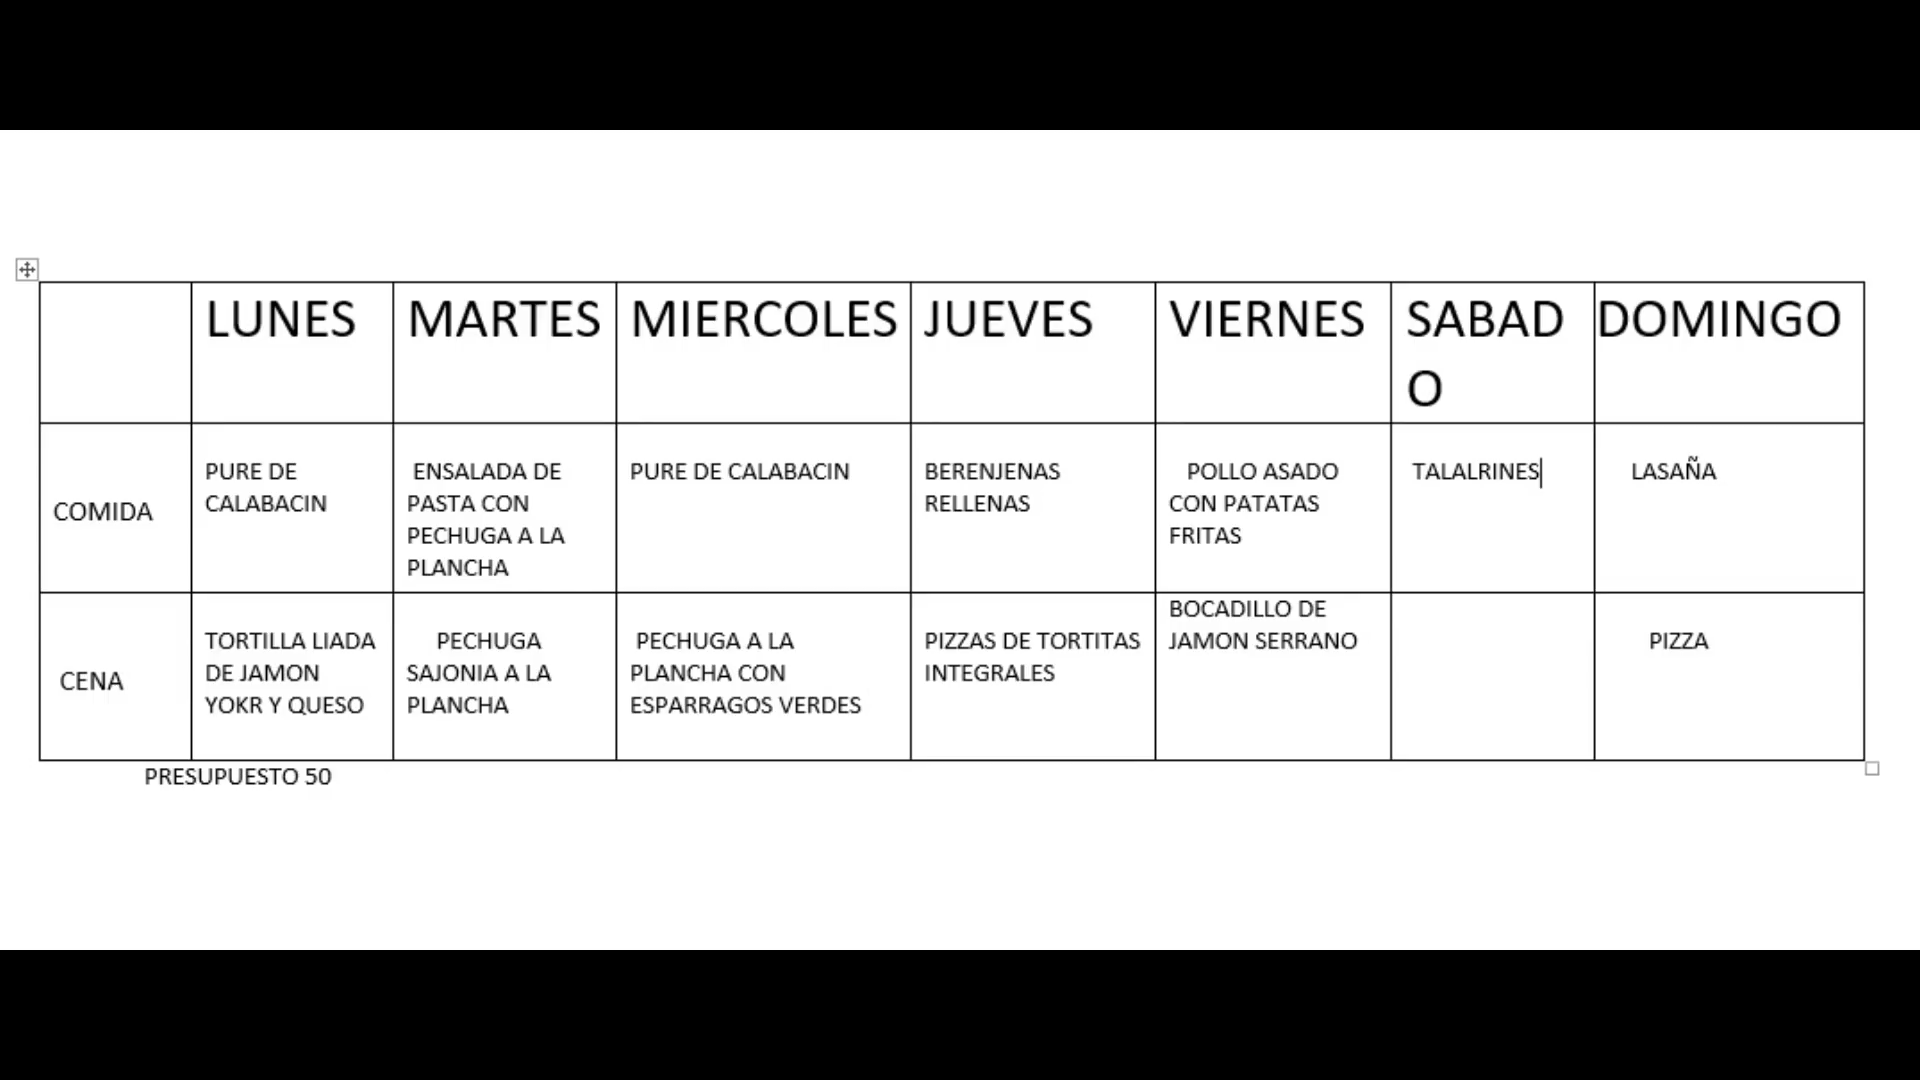 LUNES MARTES MIERCOLES JUEVES VIERNES SABAD
O DOMINGO
COMIDA
PURE DE
CALABACIN
ENSALADA DE
PASTA CON
PECHUGA A LA
PLANCHA
PURE DE CALABACIN
BERENJENAS
RELLENAS
POLLO ASADO
CON PATATAS
FRITAS
TALALRINES
LASAÑA
CENA
TORTILLA LIADA
DE JAMON
YOKR Y QUESO
PECHUGA
SAJONIA A LA
PLANCHA
PECHUGA A LA
PLANCHA CON
ESPARRAGOS VERDES
PIZZAS DE TORTITAS
INTEGRALES
BOCADILLO DE
JAMON SERRANO
PIZZA
PRESUPUESTO 50